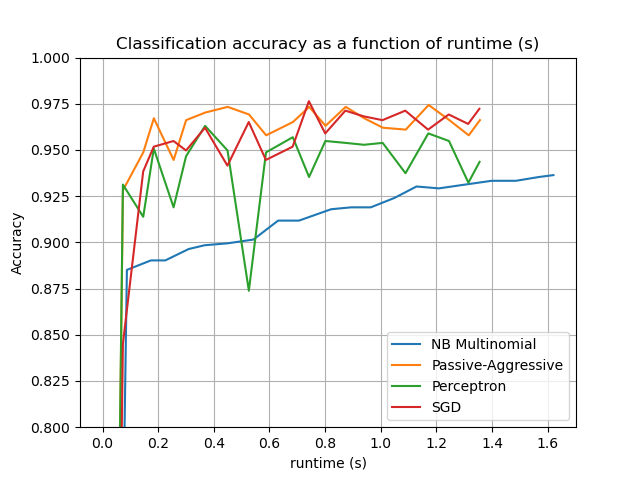 Classification accuracy as a function of runtime (s)
1.000
0.975
0.950
0.925
0.900
0.875
0.850
0.825
0.800
Accuracy
NB Multinomial
Passive-Aggressive
Perceptron
SGD
0.0 0.2 0.4 0.6 0.8 1.0 1.2 1.4 1.6
runtime (s)